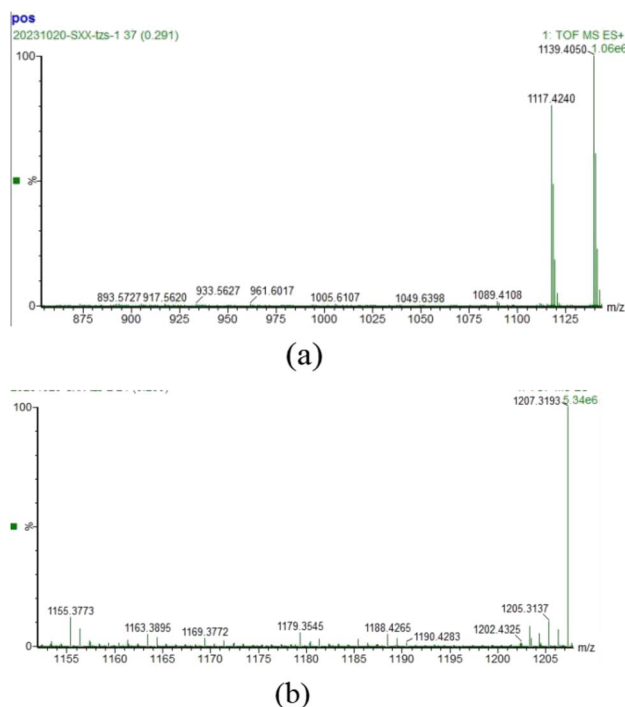 pos
20231020-SXX-tzs-1 37 (0.291)
1: TOF MS ES+
1.06e6
1139.4050
1117.4240
100
%
0
893.5727 917.5620 933.5627 961.6017 1005.6107 1049.6398 1089.4108
m/z
875 900 925 950 975 1000 1025 1050 1075 1100 1125
(a)
100
1207.3193
5.34e6
%
1155.3773 1163.3895 1169.3772 1179.3545 1188.4265 1190.4283 1202.4325 1205.3137
0
m/z
1155 1160 1165 1170 1175 1180 1185 1190 1195 1200 1205
(b)